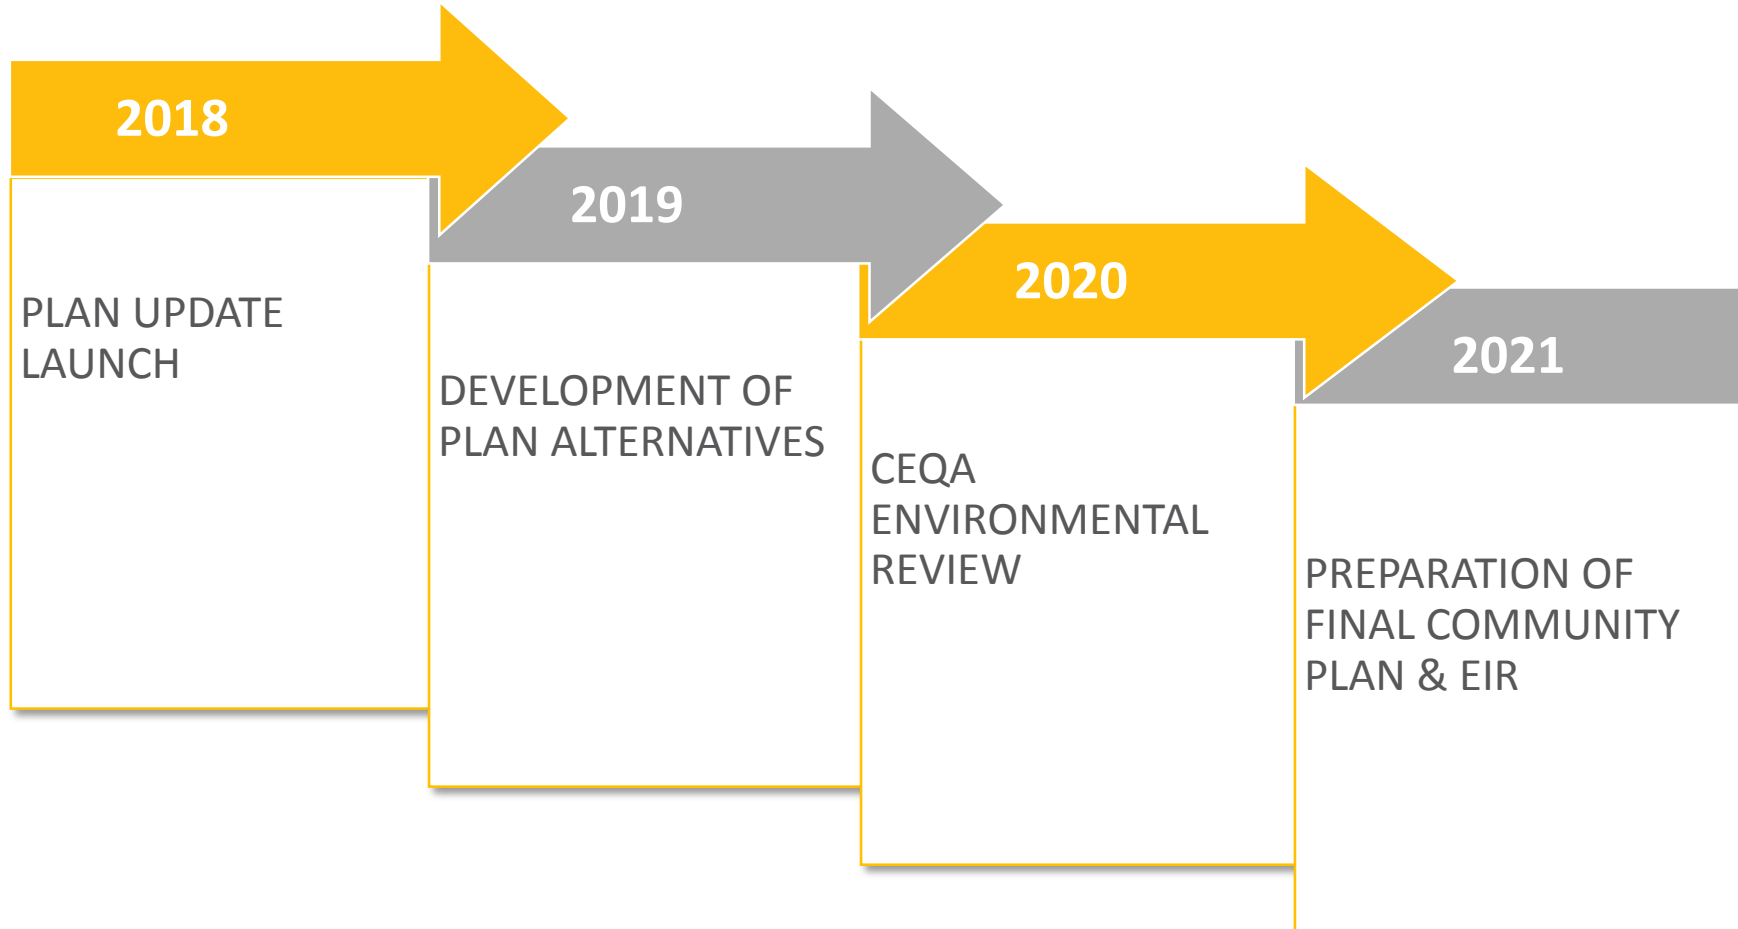 2018
PLAN UPDATE
LAUNCH
2019
DEVELOPMENT OF
PLAN ALTERNATIVES
2020
CEQA
ENVIRONMENTAL
REVIEW
2021
PREPARATION OF
FINAL COMMUNITY
PLAN & EIR